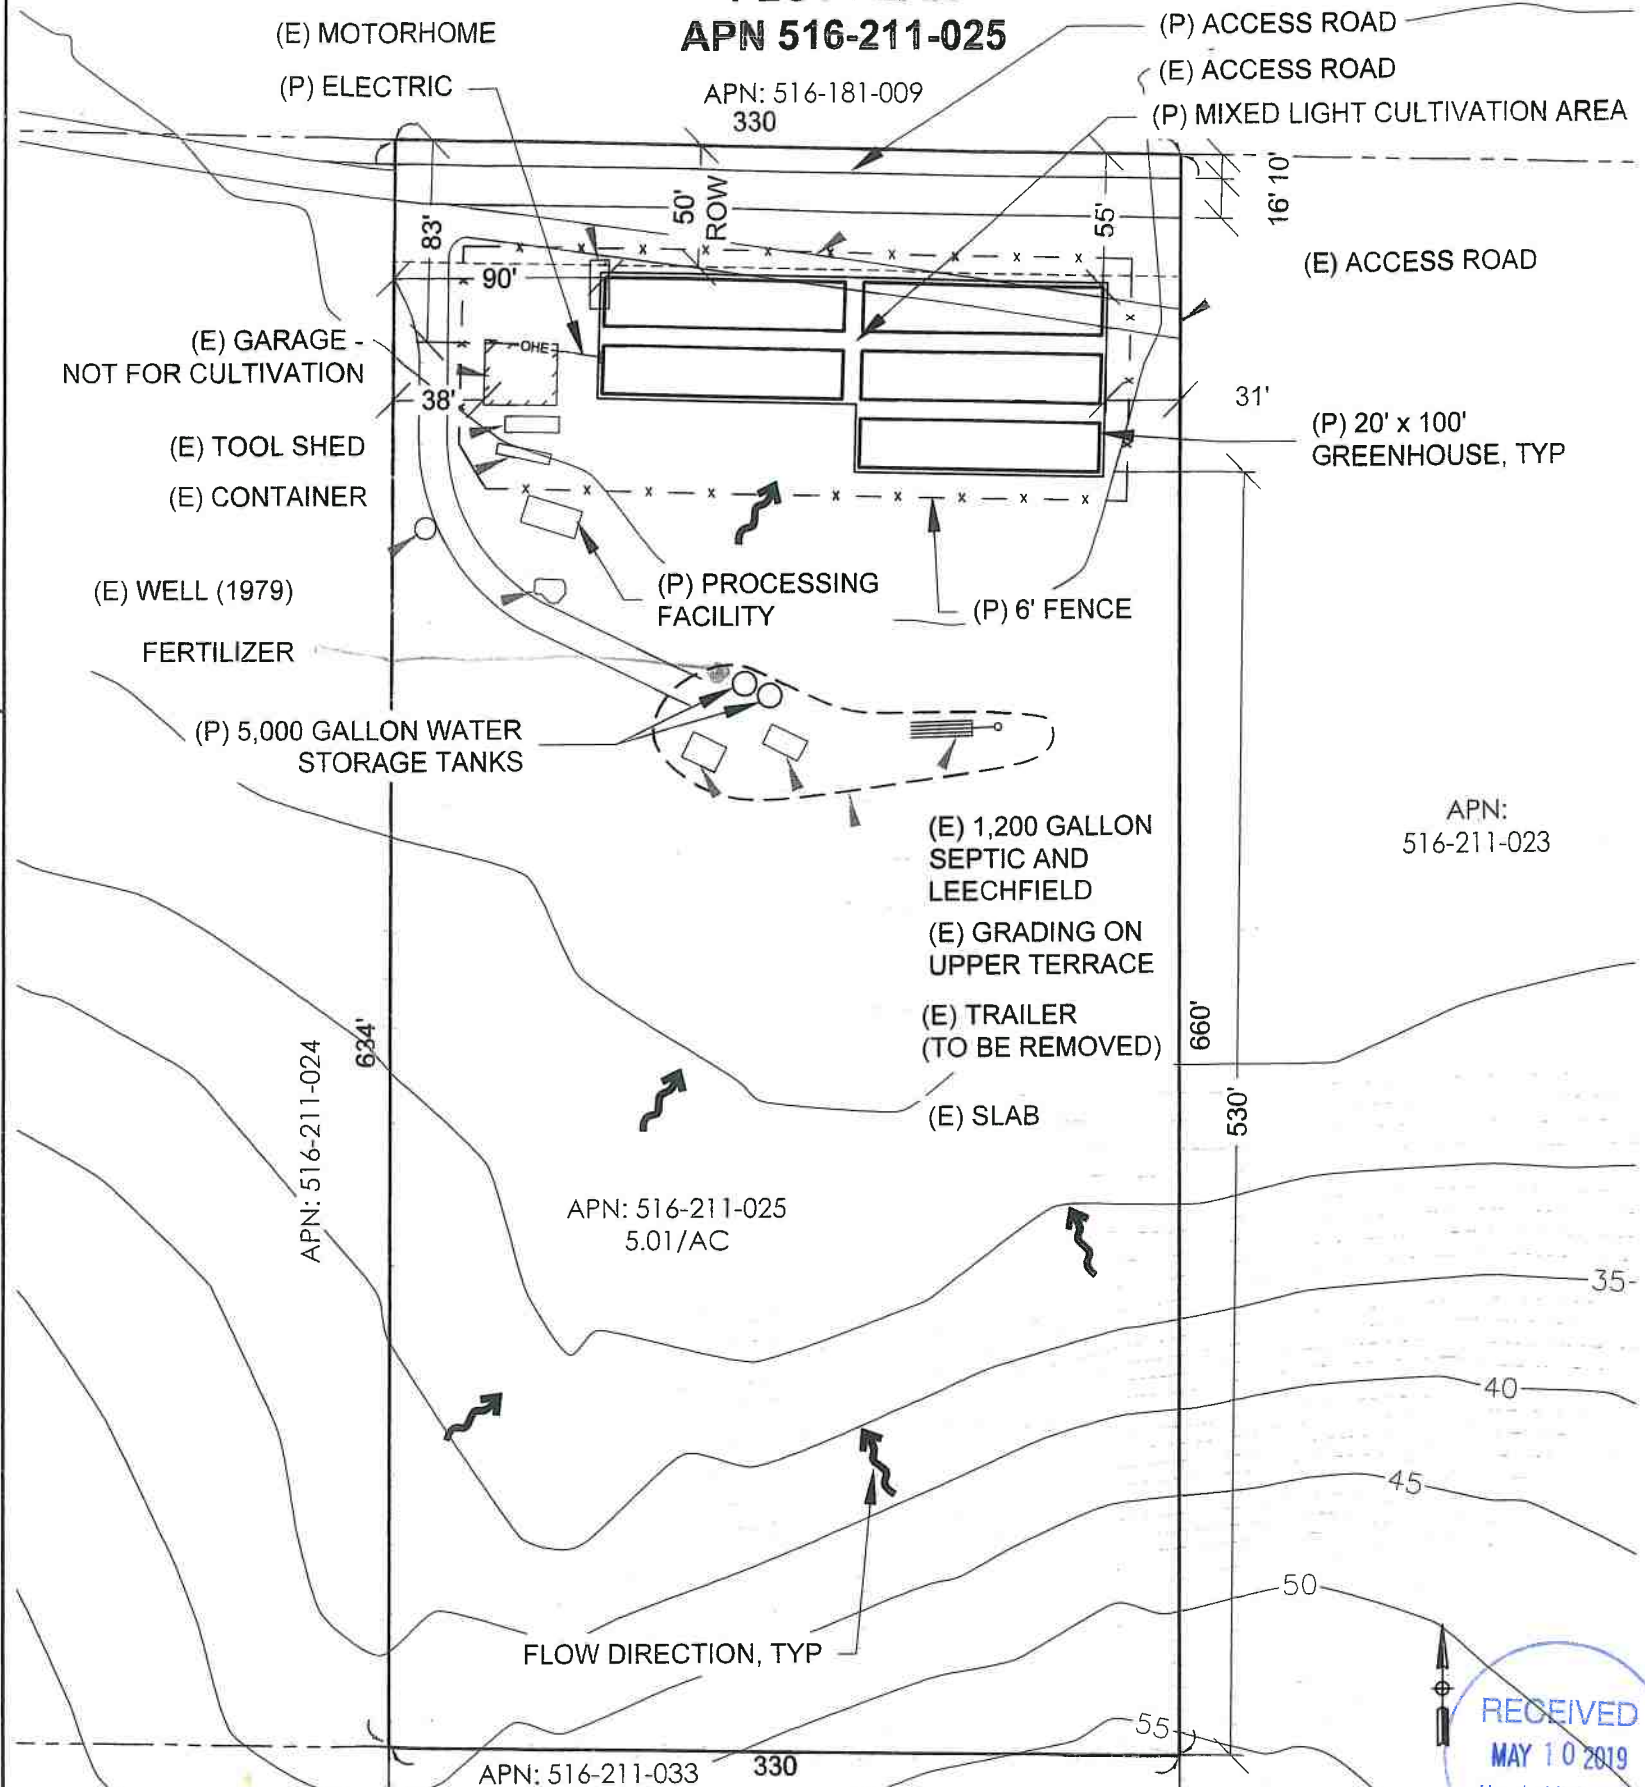 APN 516-211-025
(E) MOTORHOME
(P) ACCESS ROAD
(E) ACCESS ROAD
(P) ELECTRIC
APN: 516-181-009
330
(P) MIXED LIGHT CULTIVATION AREA
10'
16'
50'
ROW
55'
83'
90'
(E) ACCESS ROAD
(E) GARAGE -
NOT FOR CULTIVATION
OHE
38'
31'
(P) 20' x 100'
GREENHOUSE, TYP
(E) TOOL SHED
(E) CONTAINER
(E) WELL (1979)
(P) PROCESSING
FACILITY
(P) 6' FENCE
FERTILIZER
(P) 5,000 GALLON WATER
STORAGE TANKS
(E) 1,200 GALLON
SEPTIC AND
LEECHFIELD
APN:
516-211-023
(E) GRADING ON
UPPER TERRACE
(E) TRAILER
(TO BE REMOVED)
(E) SLAB
634'
660'
530'
APN: 516-211-024
APN: 516-211-025
5.01/AC
35
40
45
50
55
FLOW DIRECTION, TYP
APN: 516-211-033
330
RECEIVED
MAY 10 2019